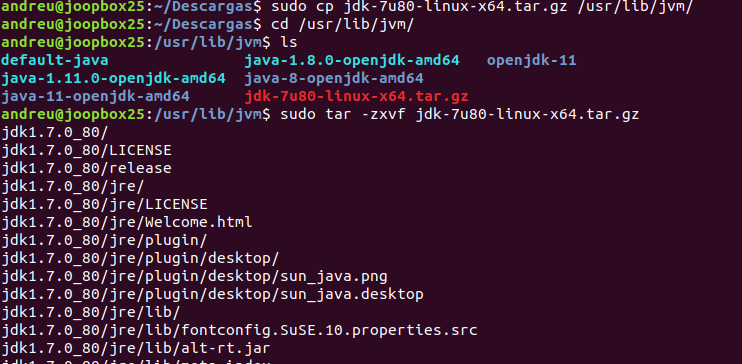 andreu@joopbox25:~/Descargas$ sudo cp jdk-7u80-linux-x64.tar.gz /usr/lib/jvm/
andreu@joopbox25:~/Descargas$ cd /usr/lib/jvm/
andreu@joopbox25:/usr/lib/jvm$ ls
default-java java-1.8.0-openjdk-amd64 openjdk-11
java-1.11.0-openjdk-amd64 java-8-openjdk-amd64
java-11-openjdk-amd64 jdk-7u80-linux-x64.tar.gz
andreu@joopbox25:/usr/lib/jvm$ sudo tar -zxvf jdk-7u80-linux-x64.tar.gz
jdk1.7.0_80/
jdk1.7.0_80/LICENSE
jdk1.7.0_80/release
jdk1.7.0_80/jre/
jdk1.7.0_80/jre/LICENSE
jdk1.7.0_80/jre/Welcome.html
jdk1.7.0_80/jre/plugin/
jdk1.7.0_80/jre/plugin/desktop/
jdk1.7.0_80/jre/plugin/desktop/sun_java.png
jdk1.7.0_80/jre/plugin/desktop/sun_java.desktop
jdk1.7.0_80/jre/lib/
jdk1.7.0_80/jre/lib/fontconfig.SuSE.10.properties.src
jdk1.7.0_80/jre/lib/alt-rt.jar